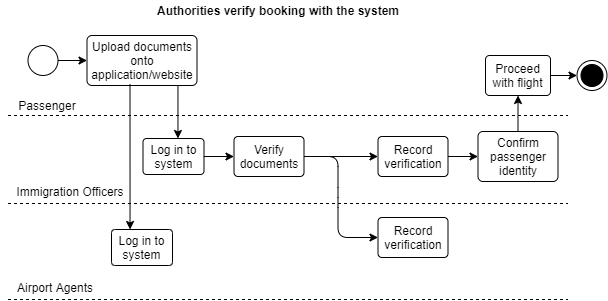 Authorities verify booking with the system
Upload documents
onto
application/website
Proceed
with flight
Passenger
Log in to
system
Verify
documents
Record
verification
Confirm
passenger
identity
Immigration Officers
Log in to
system
Record
verification
Airport Agents